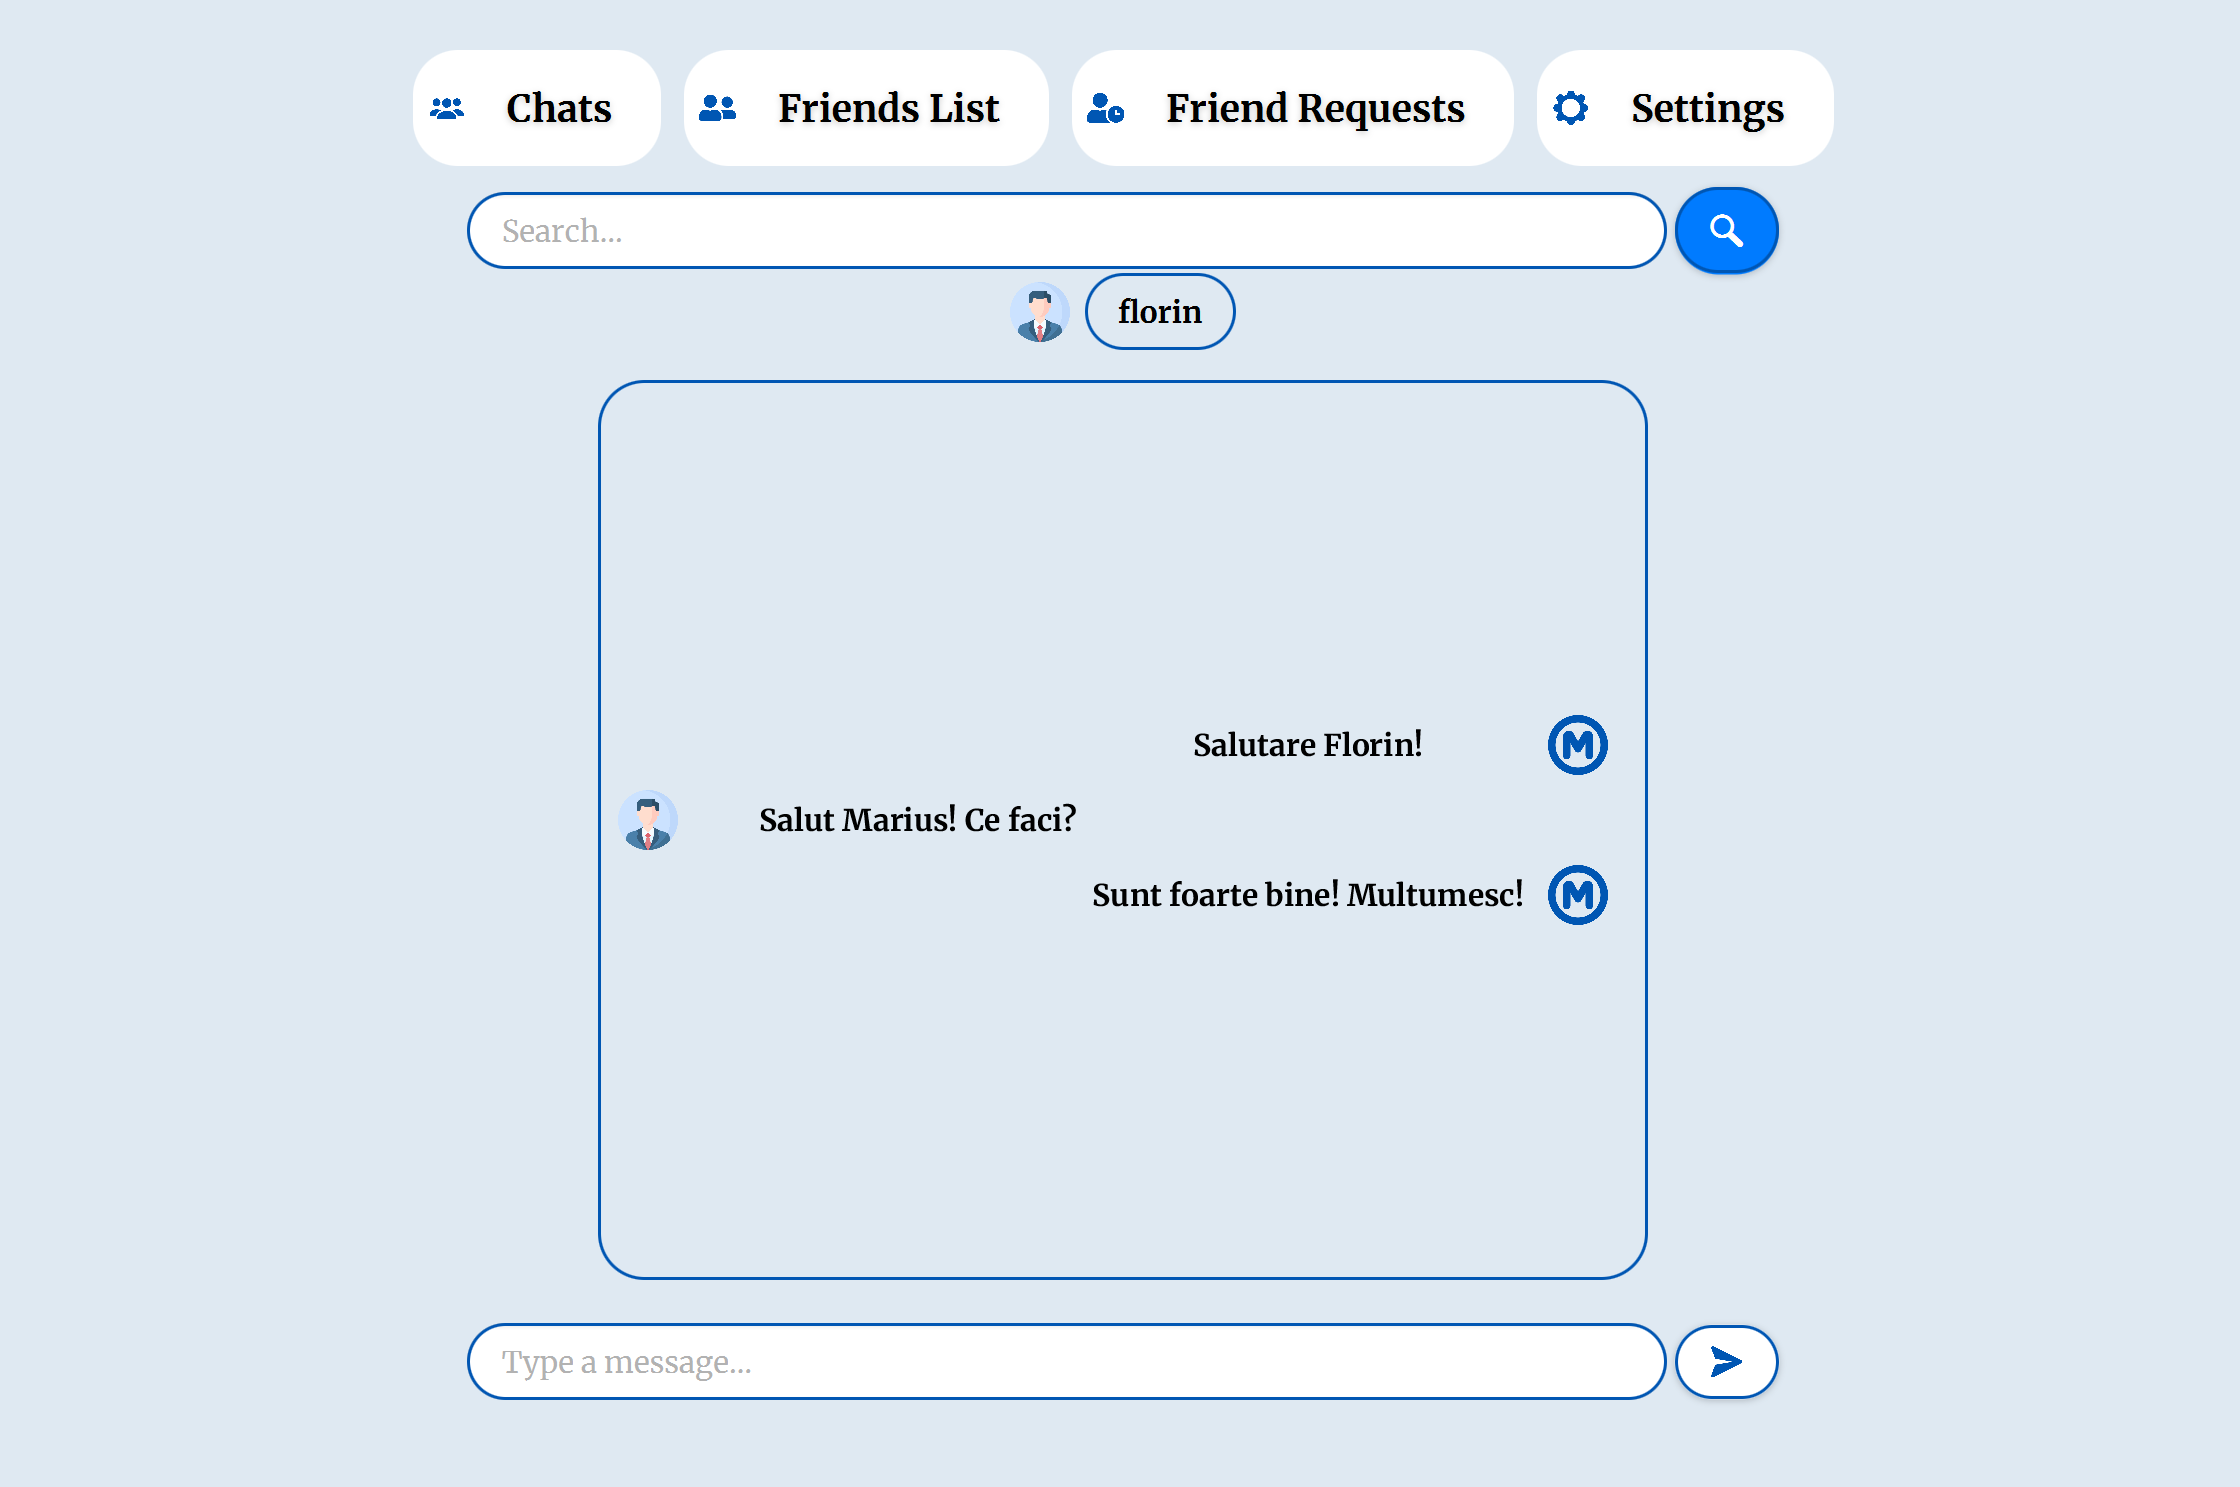 Chats
Friends List
Friend Requests
Settings
Search...
florin
Salutare Florin!
M
Salut Marius! Ce faci?
Sunt foarte bine! Multumesc!
M
Type a message...